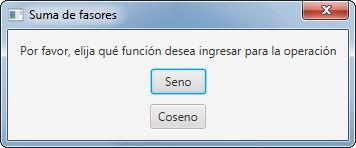 Suma de fasores
Por favor, elija qué función desea ingresar para la operación
Seno
Coseno